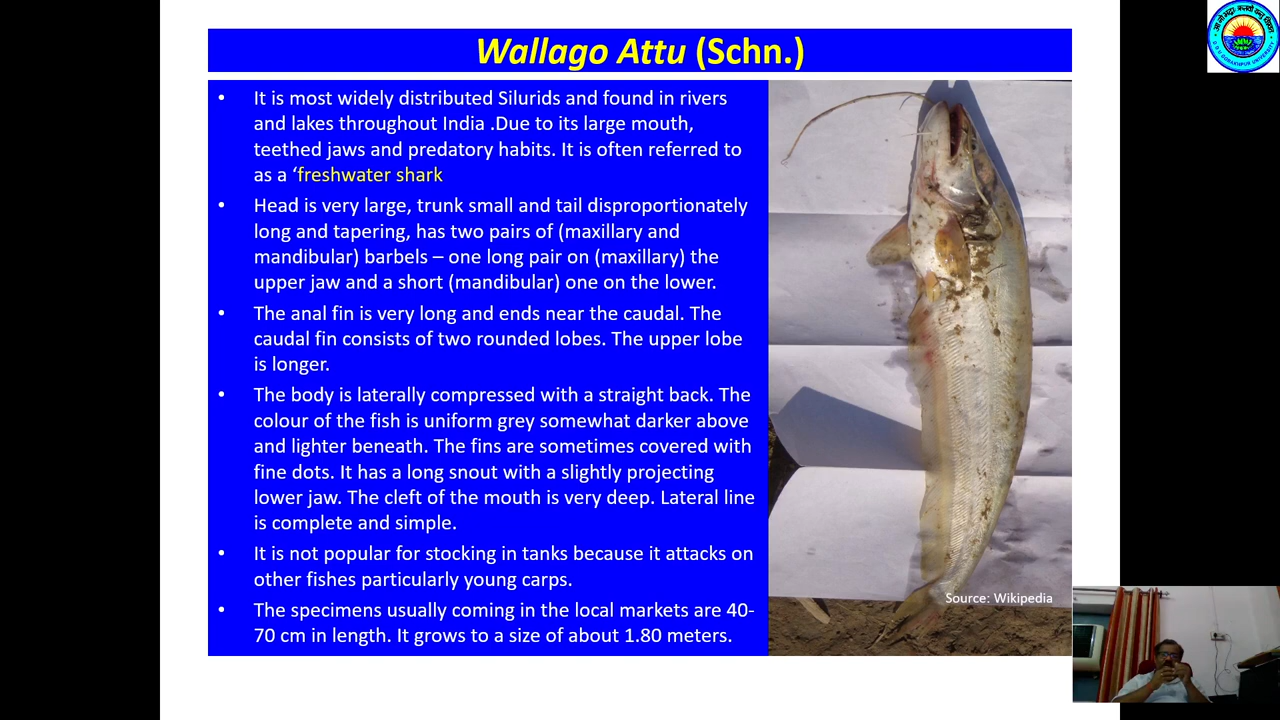 Wallago Attu (Schn.)
• It is most widely distributed Silurids and found in rivers
and lakes throughout India .Due to its large mouth,
teethed jaws and predatory habits. It is often referred to
as a ‘freshwater shark
• Head is very large, trunk small and tail disproportionately
long and tapering, has two pairs of (maxillary and
mandibular) barbels – one long pair on (maxillary) the
upper jaw and a short (mandibular) one on the lower.
• The anal fin is very long and ends near the caudal. The
caudal fin consists of two rounded lobes. The upper lobe
is longer.
• The body is laterally compressed with a straight back. The
colour of the fish is uniform grey somewhat darker above
and lighter beneath. The fins are sometimes covered with
fine dots. It has a long snout with a slightly projecting
lower jaw. The cleft of the mouth is very deep. Lateral line
is complete and simple.
• It is not popular for stocking in tanks because it attacks on
other fishes particularly young carps.
• The specimens usually coming in the local markets are 40-
70 cm in length. It grows to a size of about 1.80 meters.
Source: Wikipedia
GORAKHPUR UNIVERSITY